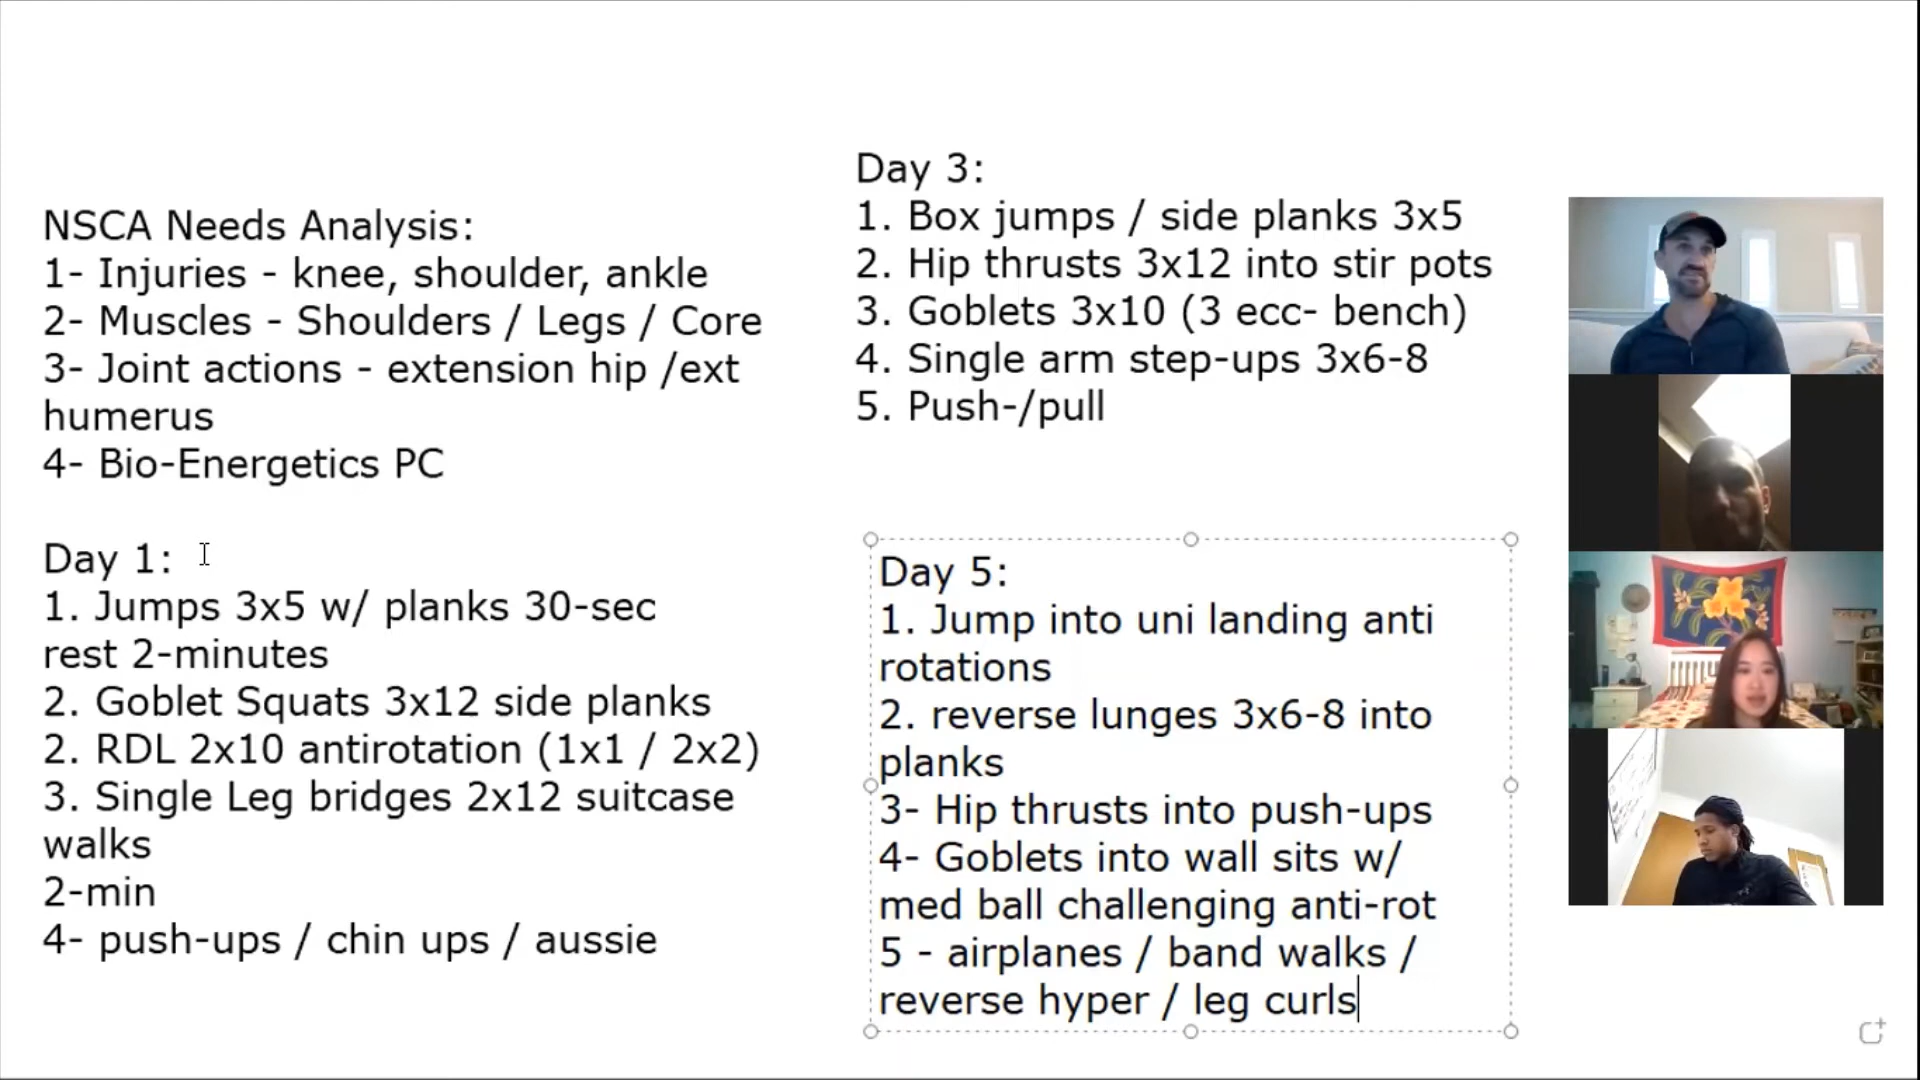 NSCA Needs Analysis:
1- Injuries - knee, shoulder, ankle
2- Muscles - Shoulders / Legs / Core
3- Joint actions - extension hip /ext
humerus
4- Bio-Energetics PC
Day 1:
1. Jumps 3x5 w/ planks 30-sec
rest 2-minutes
2. Goblet Squats 3x12 side planks
2. RDL 2x10 antirotation (1x1 / 2x2)
3. Single Leg bridges 2x12 suitcase
walks
2-min
4- push-ups / chin ups / aussie
Day 3:
1. Box jumps / side planks 3x5
2. Hip thrusts 3x12 into stir pots
3. Goblets 3x10 (3 ecc- bench)
4. Single arm step-ups 3x6-8
5. Push-/pull
Day 5:
1. Jump into uni landing anti
rotations
2. reverse lunges 3x6-8 into
planks
3- Hip thrusts into push-ups
4- Goblets into wall sits w/
med ball challenging anti-rot
5 - airplanes / band walks /
reverse hyper / leg curls